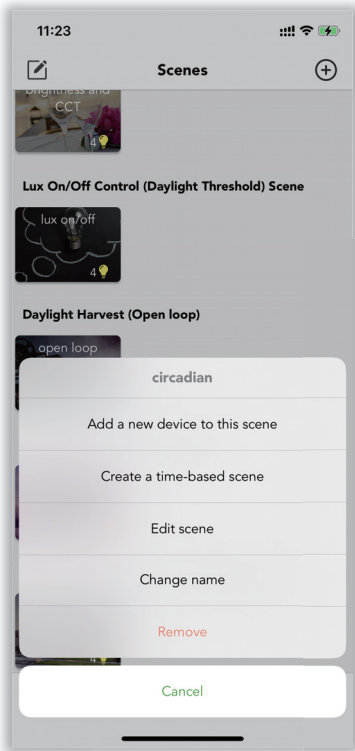 11:23
Scenes
brightness and
CCT
4
Lux On/Off Control (Daylight Threshold) Scene
lux on/off
4
Daylight Harvest (Open loop)
open loop
circadian
Add a new device to this scene
Create a time-based scene
Edit scene
Change name
Remove
4
Cancel